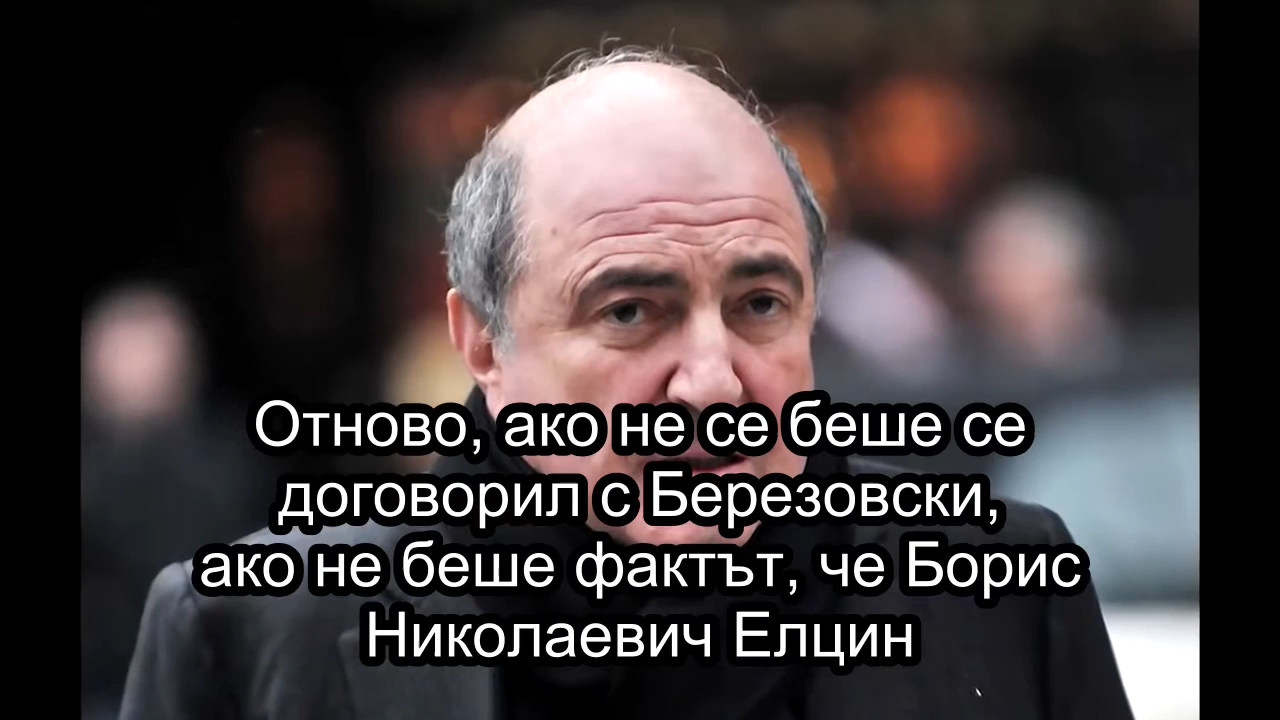 Отново, ако не се беше се
договорил с Березовски,
ако не беше фактът, че Борис
Николаевич Елцин